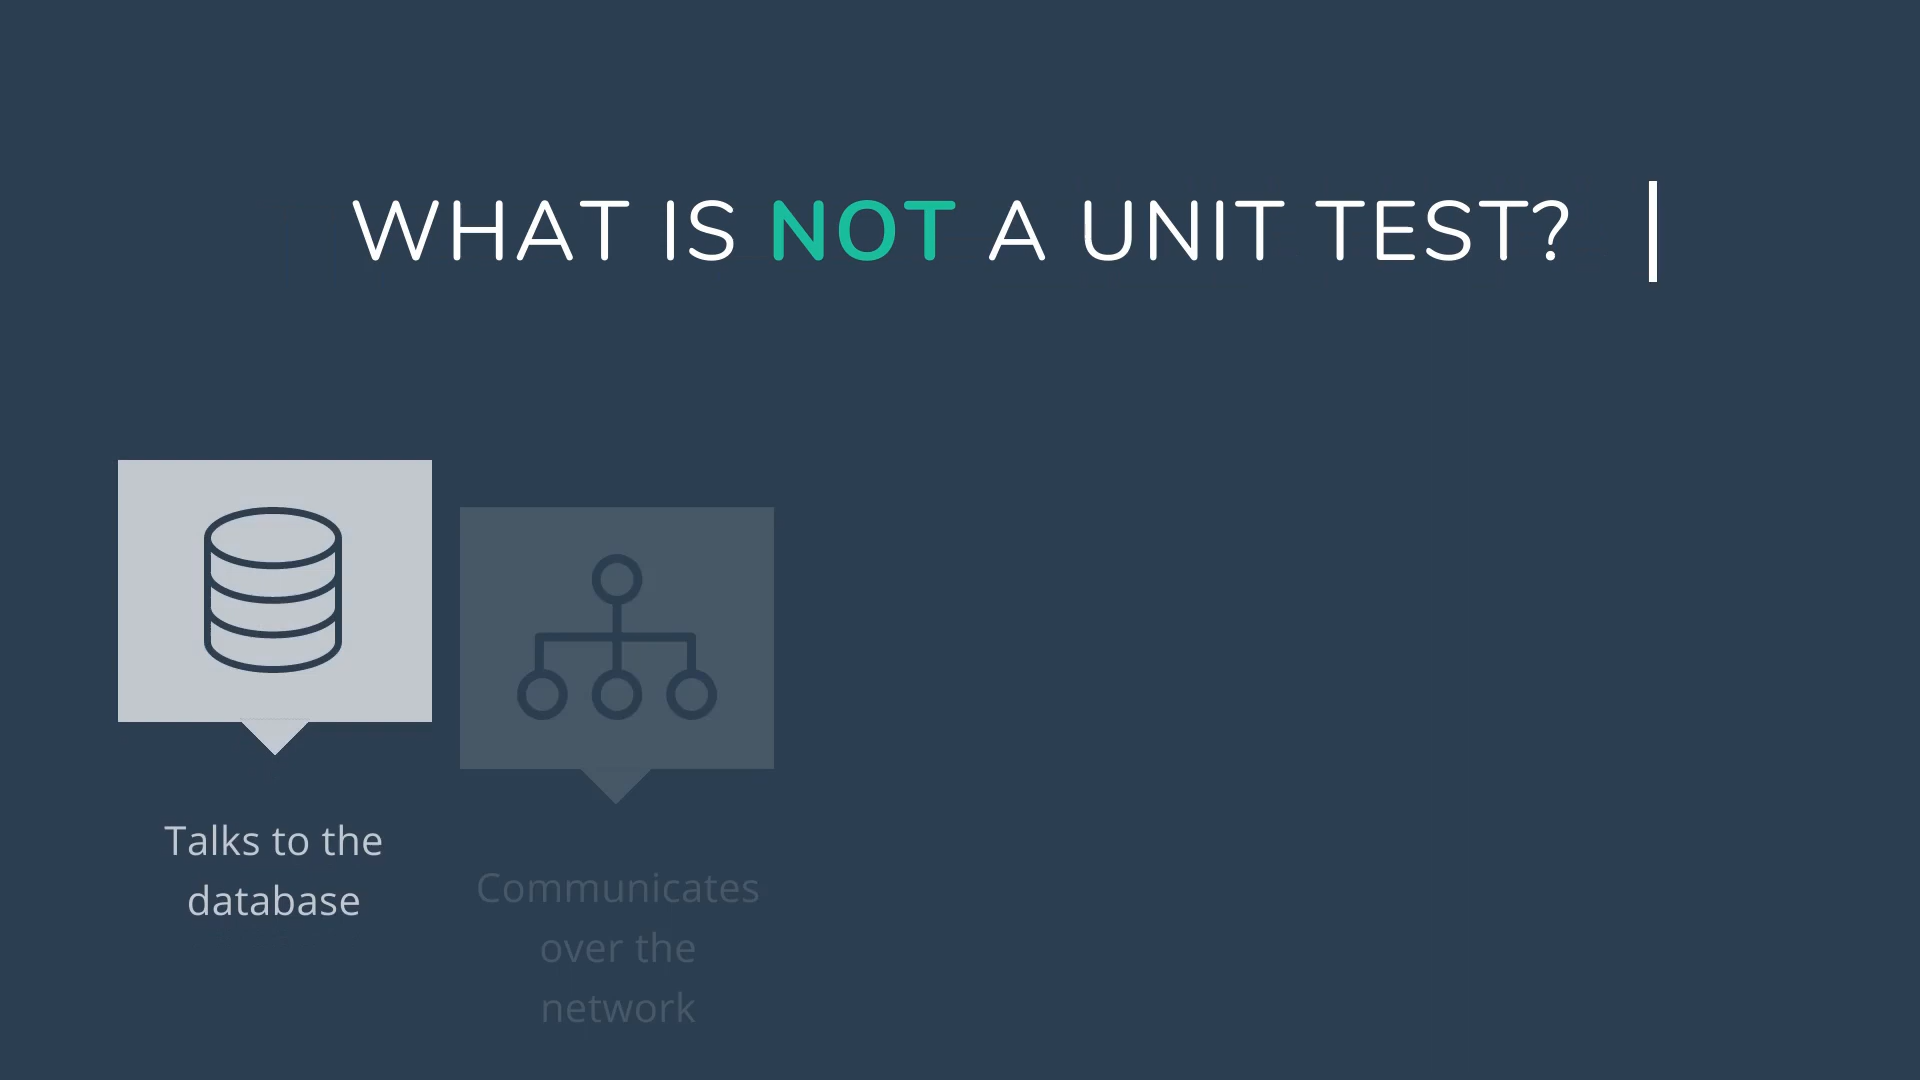 WHAT IS NOT A UNIT TEST?
Talks to the
database
Communicates
over the
network